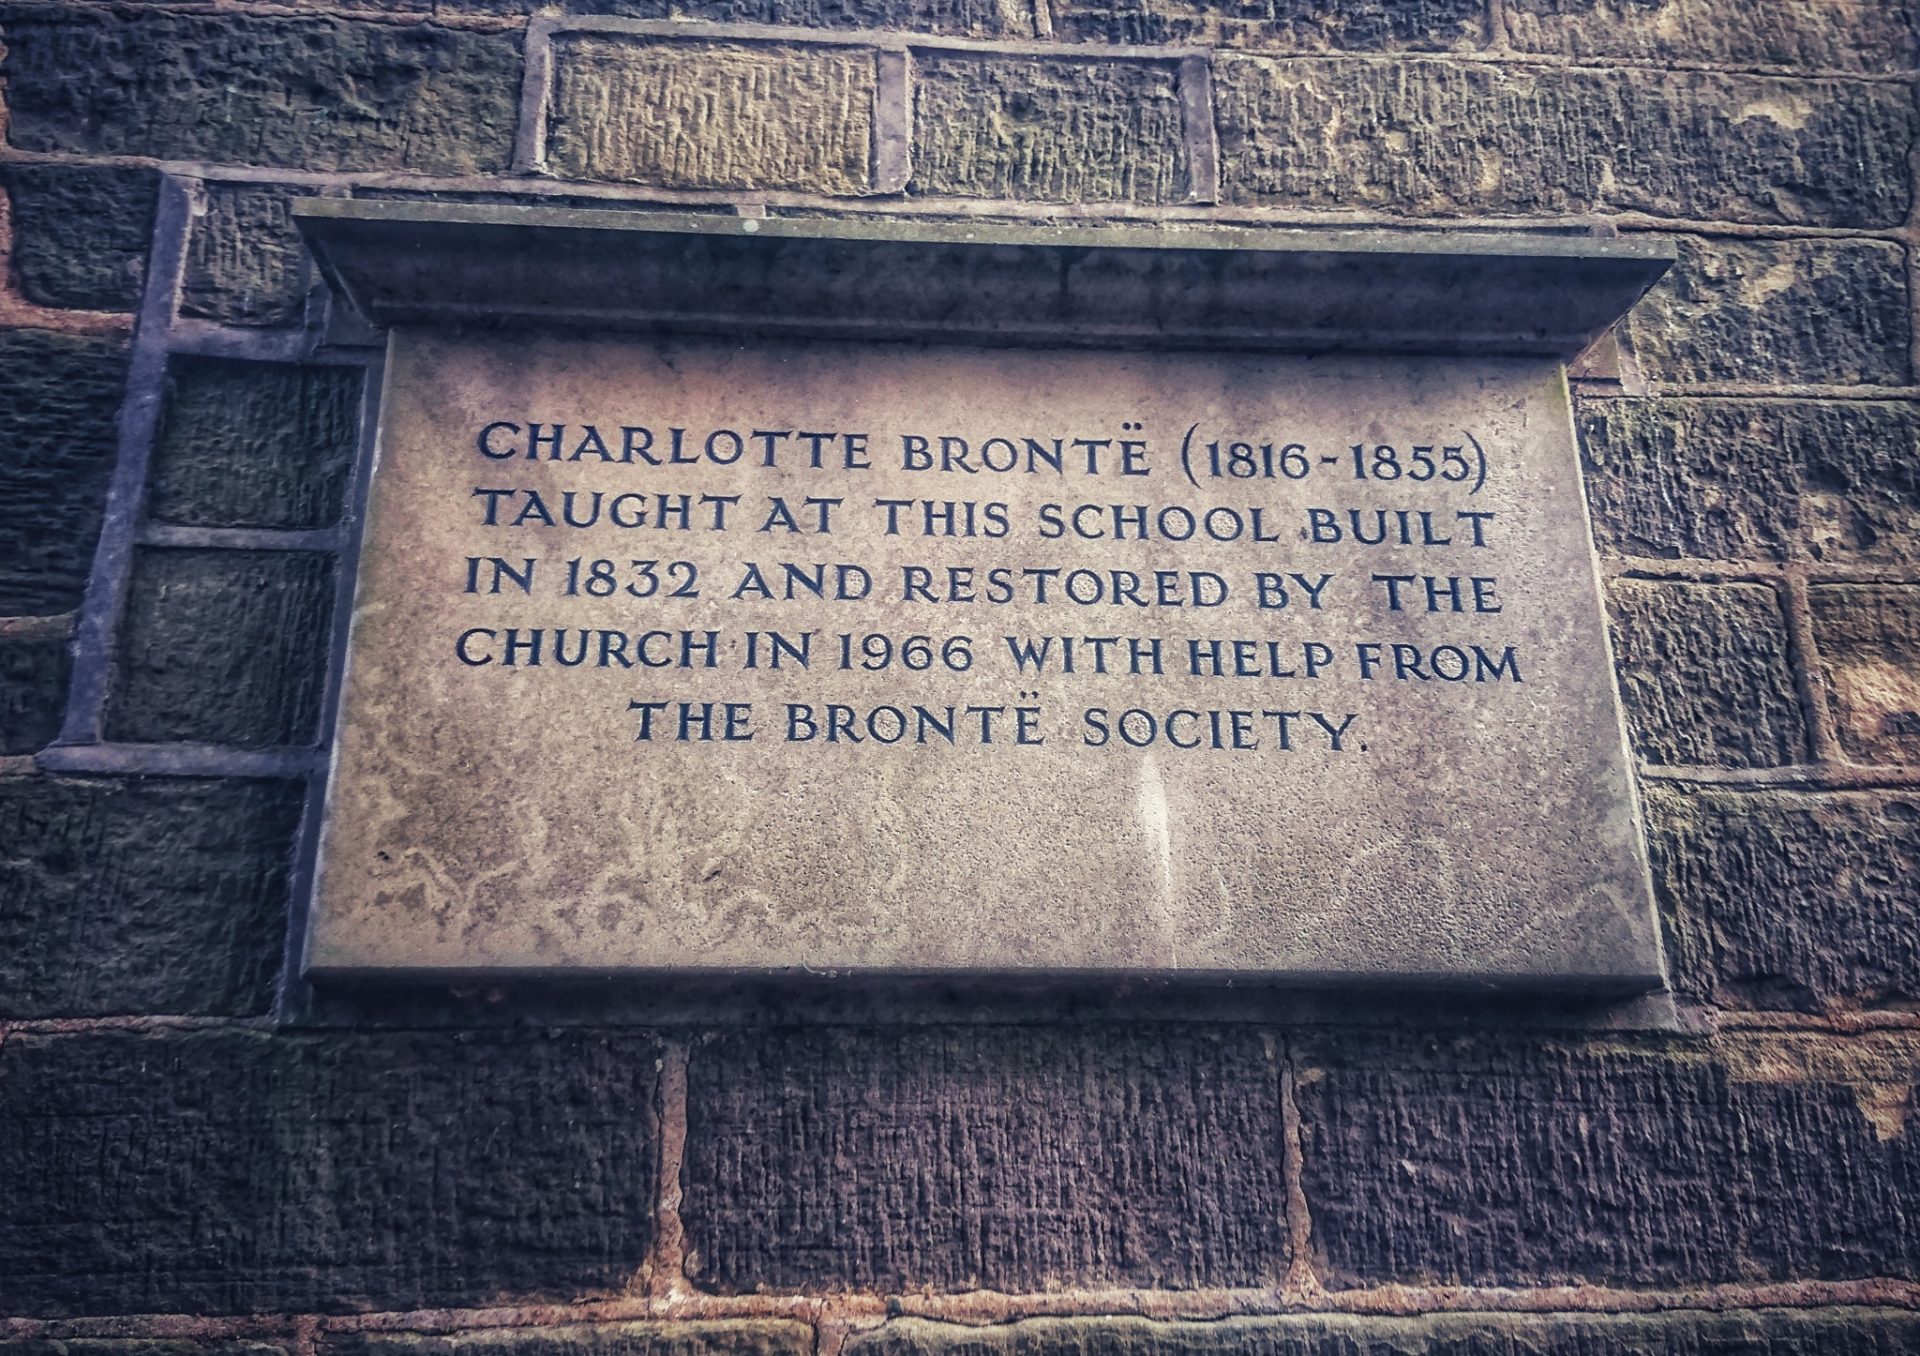 CHARLOTTE BRONTË (1816-1855)
TAUGHT AT THIS SCHOOL BUILT
IN 1832 AND RESTORED BY THE
CHURCH IN 1966 WITH HELP FROM
THE BRONTË SOCIETY.